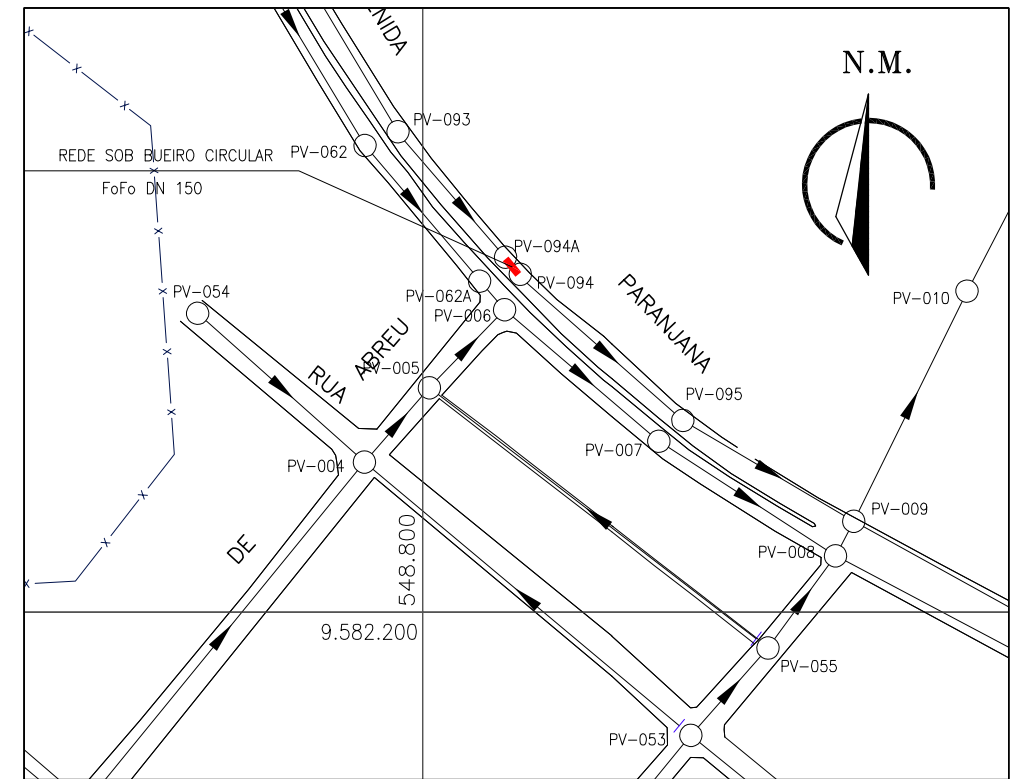 ENIDA
N.M.
PV-093
PV-062
REDE SOB BUEIRO CIRCULAR
FoFo DN 150
PV-094A
PV-094
PV-062A
PV-006
PV-054
PARANJANA
PV-010
ABREU
RUA
PV-005
PV-095
PV-007
PV-004
PV-009
PV-008
DE
548.800
9.582.200
PV-055
PV-053